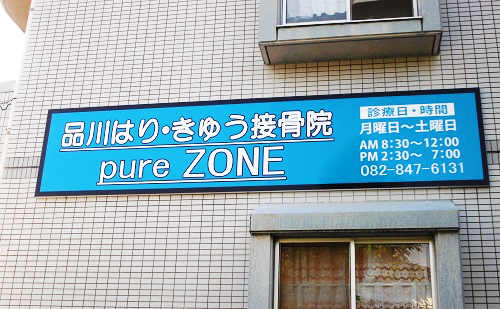 品川はり・きゅう接骨院
pure ZONE
診療日・時間
月曜日～土曜日
AM 8:30～12:00
PM 2:30～ 7:00
082-847-6131